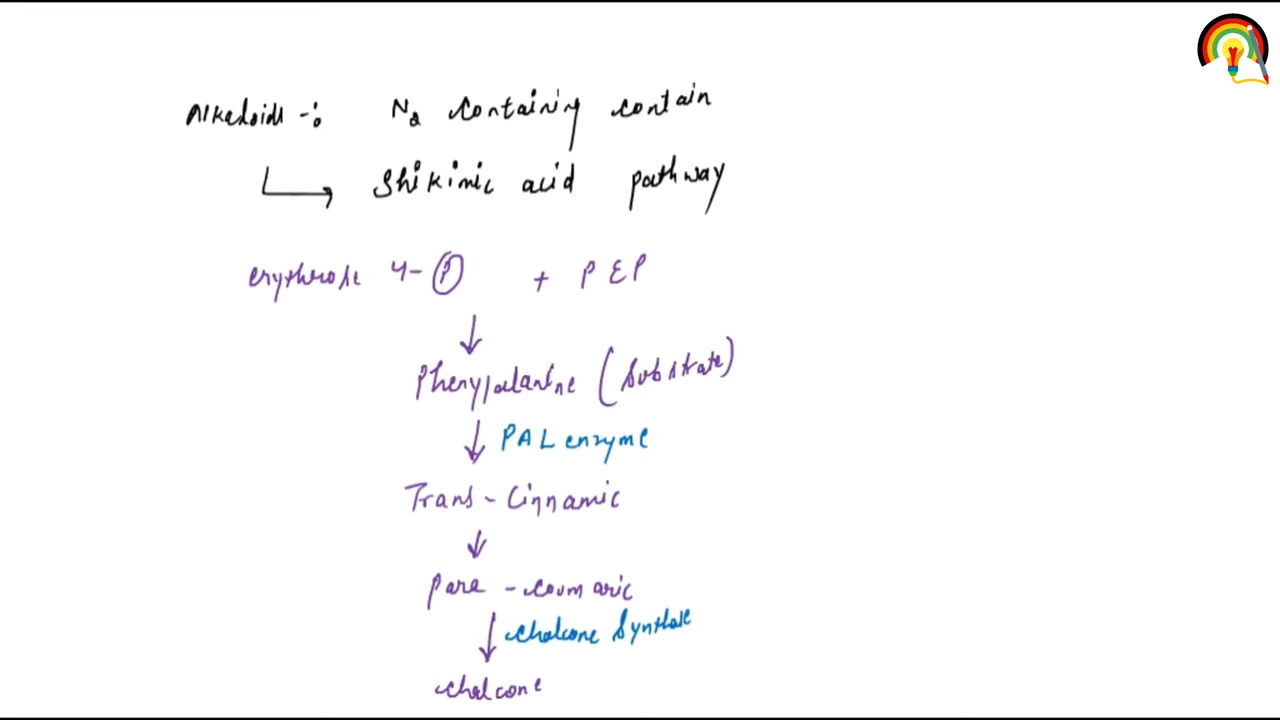 Alkaloids -:  N2 containing contain
Shikimic acid pathway
erythrose 4-P + PEP
Phenylalanine (Substrate)
PAL enzyme
Trans - Cinnamic
para - coumaric
chalcone synthase
chalcone